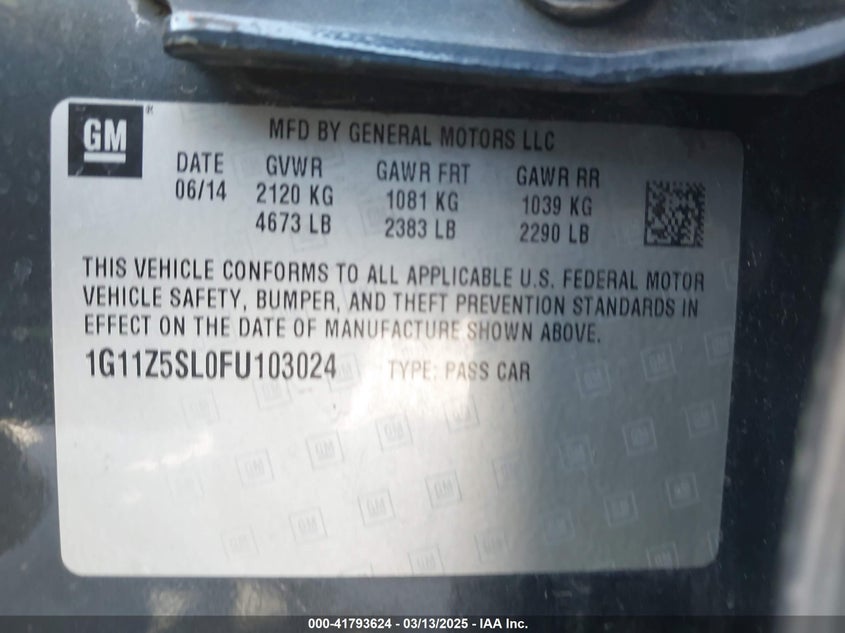 GM ®
MFD BY GENERAL MOTORS LLC
DATE GVWR GAWR FRT GAWR RR
06/14 2120 KG 1081 KG 1039 KG
4673 LB 2383 LB 2290 LB
THIS VEHICLE CONFORMS TO ALL APPLICABLE U.S. FEDERAL MOTOR
VEHICLE SAFETY, BUMPER, AND THEFT PREVENTION STANDARDS IN
EFFECT ON THE DATE OF MANUFACTURE SHOWN ABOVE.
1G11Z5SL0FU103024 TYPE: PASS CAR
000-41793624 - 03/13/2025 - IAA Inc.